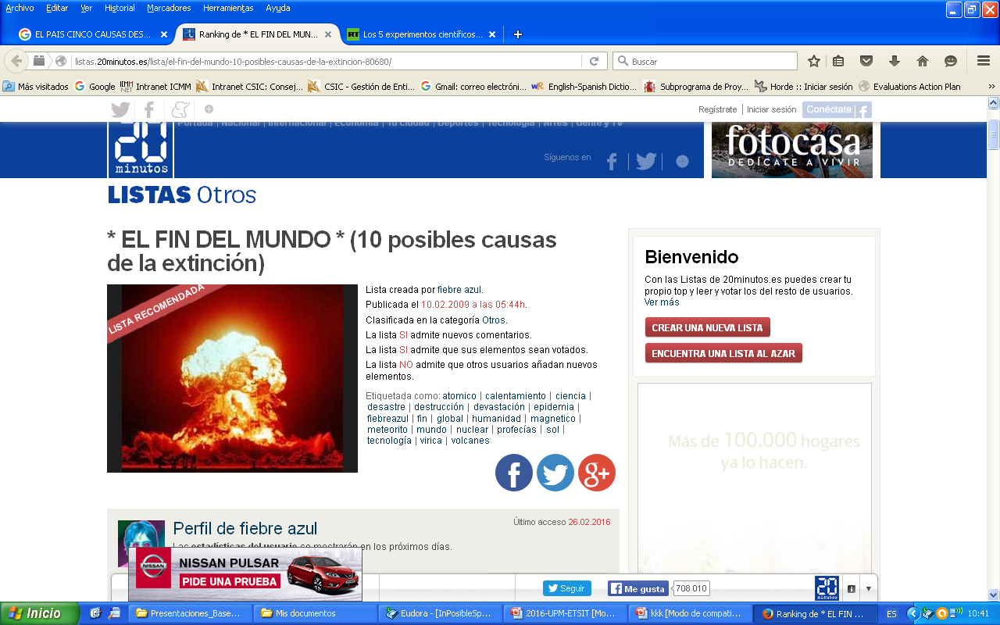 Archivo Editar Ver Historial Marcadores Herramientas Ayuda
EL PAIS CINCO CAUSAS DES... Ranking de * EL FIN DEL MUN... RT Los 5 experimentos científicos...
listas.20minutos.es/lista/el-fin-del-mundo-10-posibles-causas-de-la-extincion-80680/ Buscar
Más visitados Google Intranet ICMM Intranet CSIC: Consej... CSIC - Gestión de Enti... Gmail: correo electróni... English-Spanish Dictio... Subprograma de Proy... Horde :: Iniciar sesión Evaluations Action Plan
Regístrate Iniciar sesión Conéctate
Portada Nacional Internacional Economía Tu ciudad Deportes Tecnología Artes Gente y TV
20 minutos
Síguenos en
fotocasa
DEDÍCATE A VIVIR
LISTAS Otros
* EL FIN DEL MUNDO * (10 posibles causas
de la extinción)
LISTA RECOMENDADA
Lista creada por fiebre azul.
Publicada el 10.02.2009 a las 05:44h.
Clasificada en la categoría Otros.
La lista SI admite nuevos comentarios.
La lista SI admite que sus elementos sean votados.
La lista NO admite que otros usuarios añadan nuevos
elementos.
Etiquetada como: atomico | calentamiento | ciencia |
desastre | destrucción | devastación | epidemia |
fiebreazul | fin | global | humanidad | magnetico |
meteorito | mundo | nuclear | profecías | sol |
tecnología | virica | volcanes
Bienvenido
Con las Listas de 20minutos.es puedes crear tu
propio top y leer y votar los del resto de usuarios.
Ver más
CREAR UNA NUEVA LISTA
ENCUENTRA UNA LISTA AL AZAR
Más de 100.000 hogares
ya lo hacen.
Perfil de fiebre azul
Último acceso 26.02.2016
Las estadísticas del usuario se mostrarán en los próximos días.
NISSAN
NISSAN PULSAR
PIDE UNA PRUEBA
Seguir Me gusta 708 010 20 minutos
Inicio Presentaciones_Base... Mis documentos Eudora - [InPosibleSp... 2016-UPM-ETSIT [Mo... kkk [Modo de compati... Ranking de * EL FIN ... ES 10:41